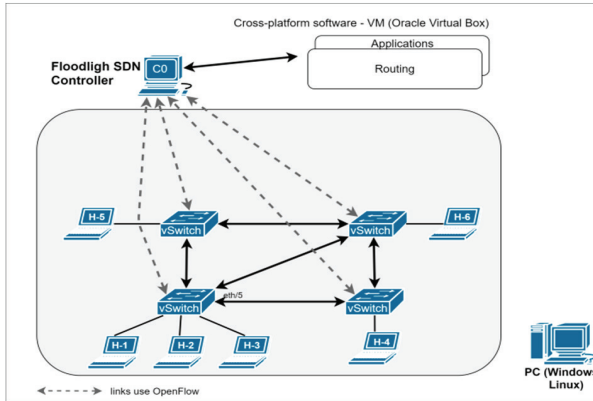 Cross-platform software - VM (Oracle Virtual Box)
Applications
Routing
Floodligh SDN
Controller
C0
H-5
vSwitch
vSwitch
H-6
eth/5
vSwitch
vSwitch
H-1
H-2
H-3
H-4
PC (Windows
Linux)
links use OpenFlow